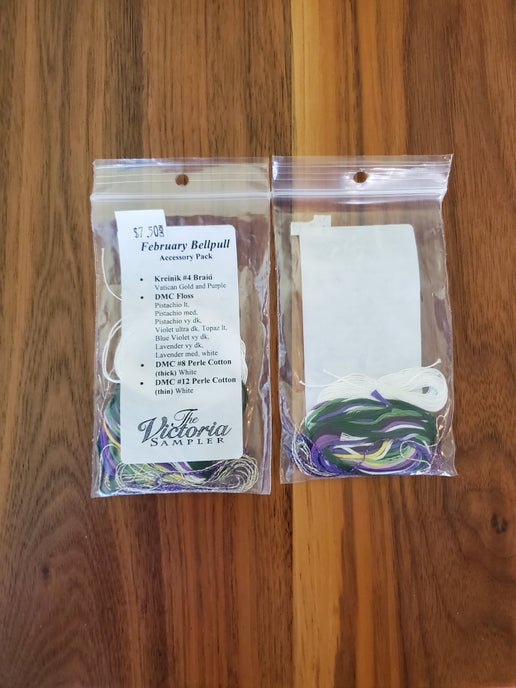 $7.50
February Bellpull
Accessory Pack
• Kreinik #4 Braid
Vatican Gold and Purple
• DMC Floss
Pistachio lt,
Pistachio med,
Pistachio vy dk,
Violet ultra dk, Topaz lt,
Blue Violet vy dk,
Lavender vy dk,
Lavender med, white
• DMC #8 Perle Cotton
(thick) White
• DMC #12 Perle Cotton
(thin) White
The
Victoria
SAMPLER